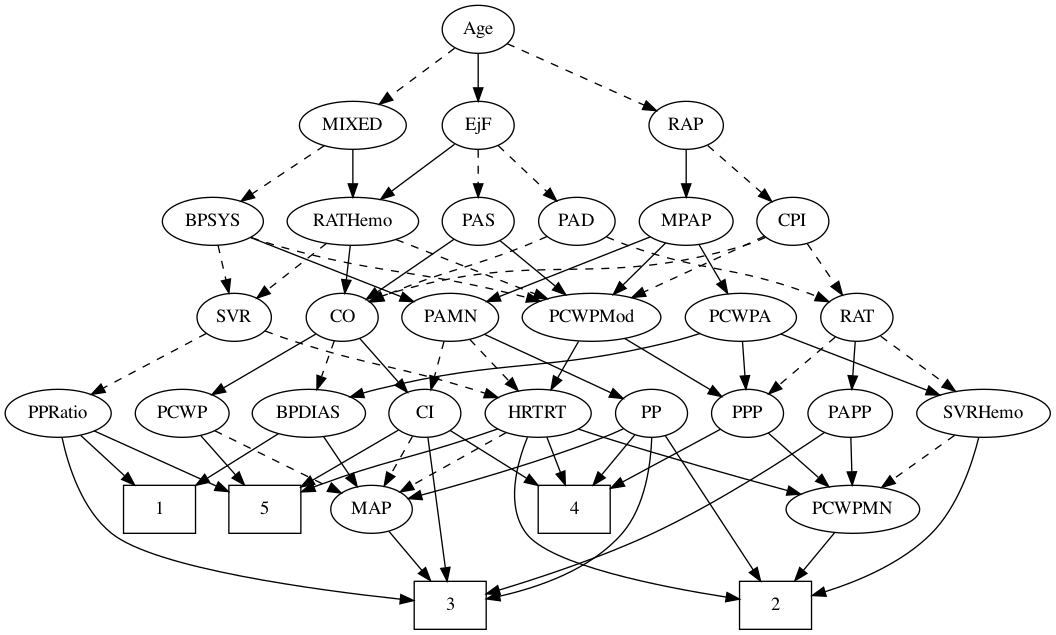 Age
MIXED
EjF
RAP
BPSYS
RATHemo
PAS
PAD
MPAP
CPI
SVR
CO
PAMN
PCWPMod
PCWPA
RAT
PPRatio
PCWP
BPDIAS
CI
HRTRT
PP
PPP
PAPP
SVRHemo
1
5
MAP
4
PCWPMN
3
2